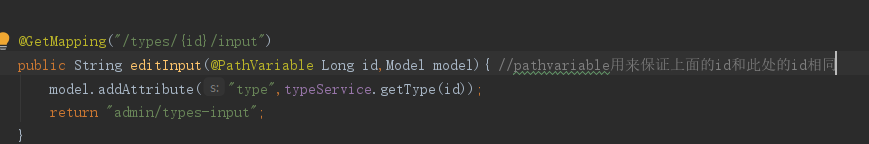 @GetMapping("/types/{id}/input")
public String editInput(@PathVariable Long id,Model model){ //pathvariable用来保证上面的id和此处的id相同
model.addAttribute( s: "type",typeService.getType(id));
return "admin/types-input";
}